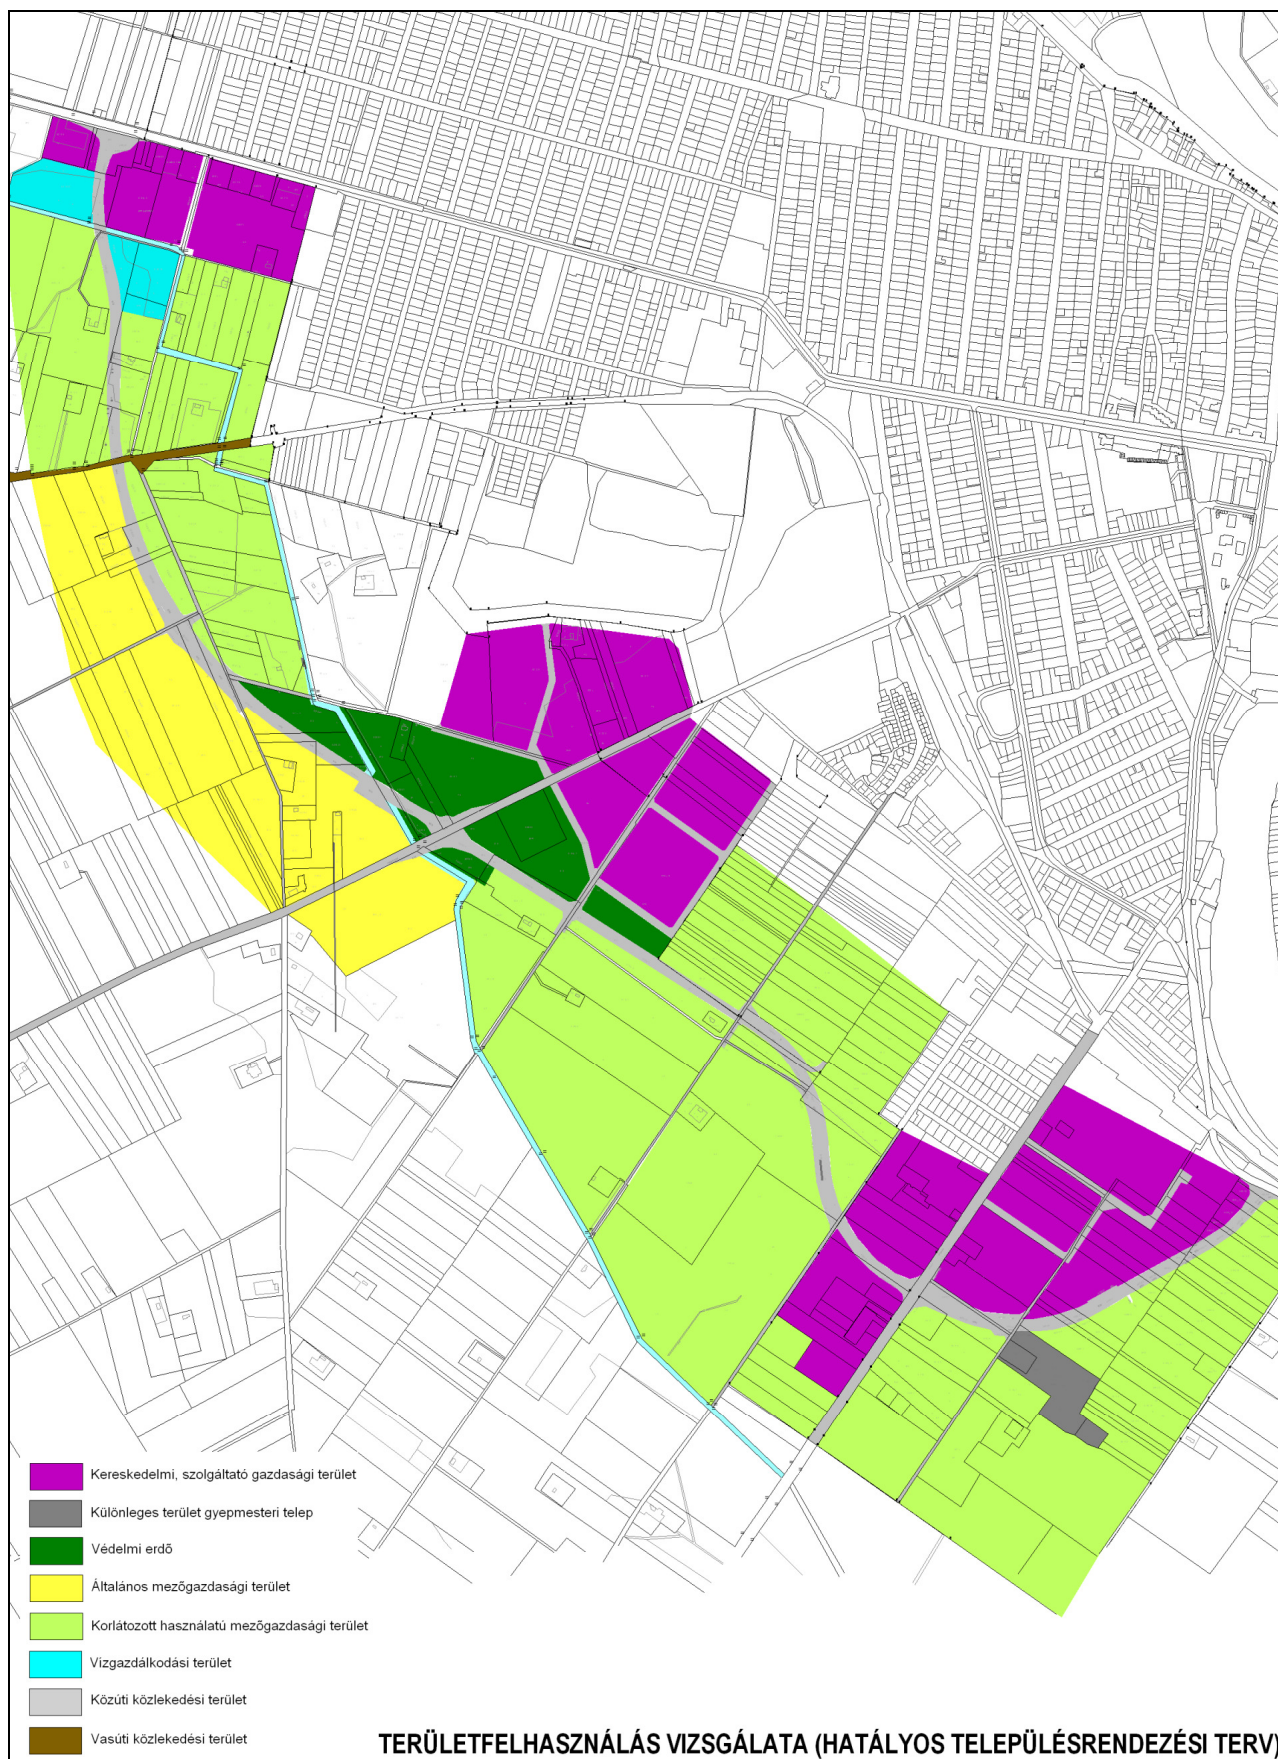 Kereskedelmi, szolgáltató gazdasági terület
Különleges terület gyepmesteri telep
Védelmi erdő
Általános mezőgazdasági terület
Korlátozott használatú mezőgazdasági terület
Vizgazdálkodási terület
Közúti közlekedési terület
Vasúti közlekedési terület
TERÜLETFELHASZNÁLÁS VIZSGÁLATA (HATÁLYOS TELEPÜLÉSRENDEZÉSI TERV)